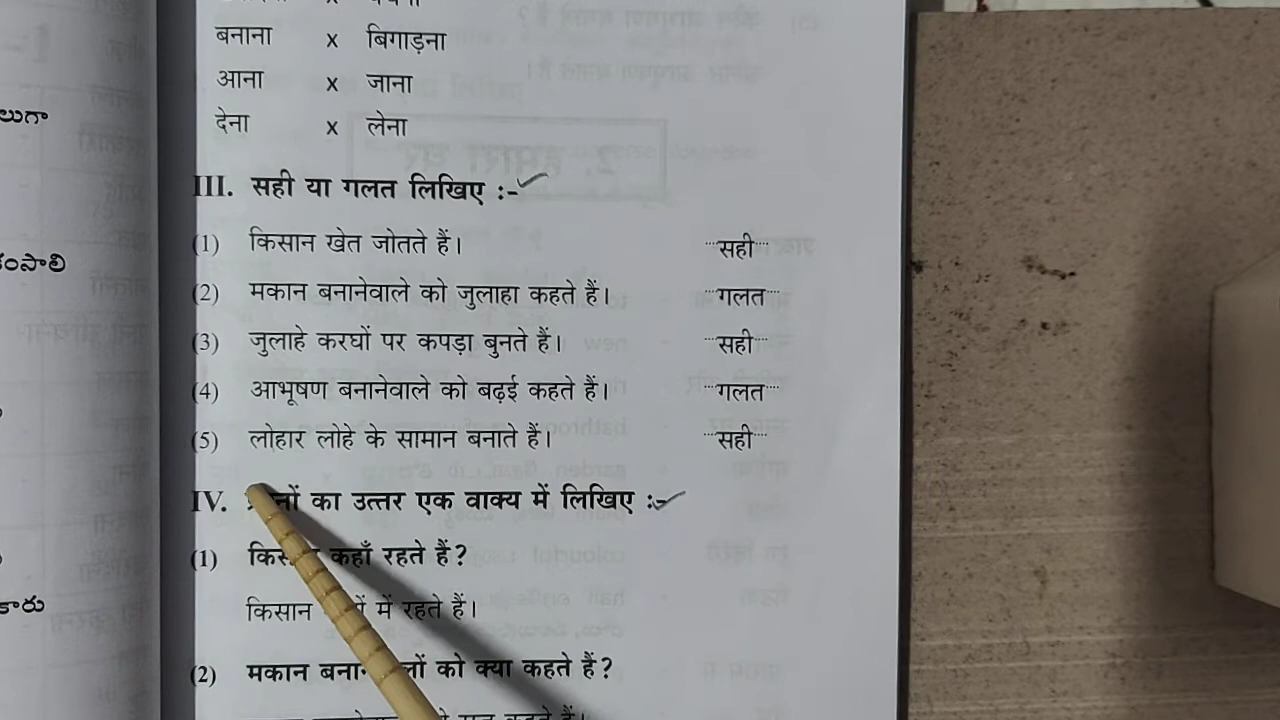 बनाना x बिगाड़ना
आना x जाना
देना x लेना
III. सही या गलत लिखिए :-
(1) किसान खेत जोतते हैं। सही
(2) मकान बनानेवाले को जुलाहा कहते हैं। गलत
(3) जुलाहे करघों पर कपड़ा बुनते हैं। सही
(4) आभूषण बनानेवाले को बढ़ई कहते हैं। गलत
(5) लोहार लोहे के सामान बनाते हैं। सही
IV. का उत्तर एक वाक्य में लिखिए :-
(1) कहाँ रहते हैं?
किसान में रहते हैं।
(2) मकान को क्या कहते हैं?